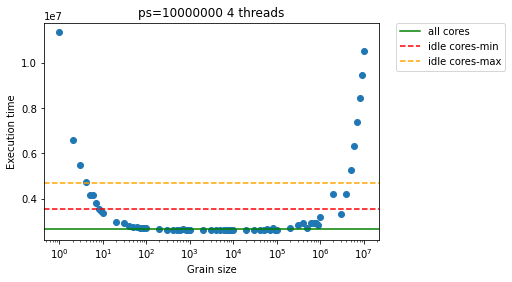 ps=10000000 4 threads
1e7
all cores
idle cores-min
idle cores-max
1.0
0.8
0.6
0.4
Execution time
10^0 10^1 10^2 10^3 10^4 10^5 10^6 10^7
Grain size